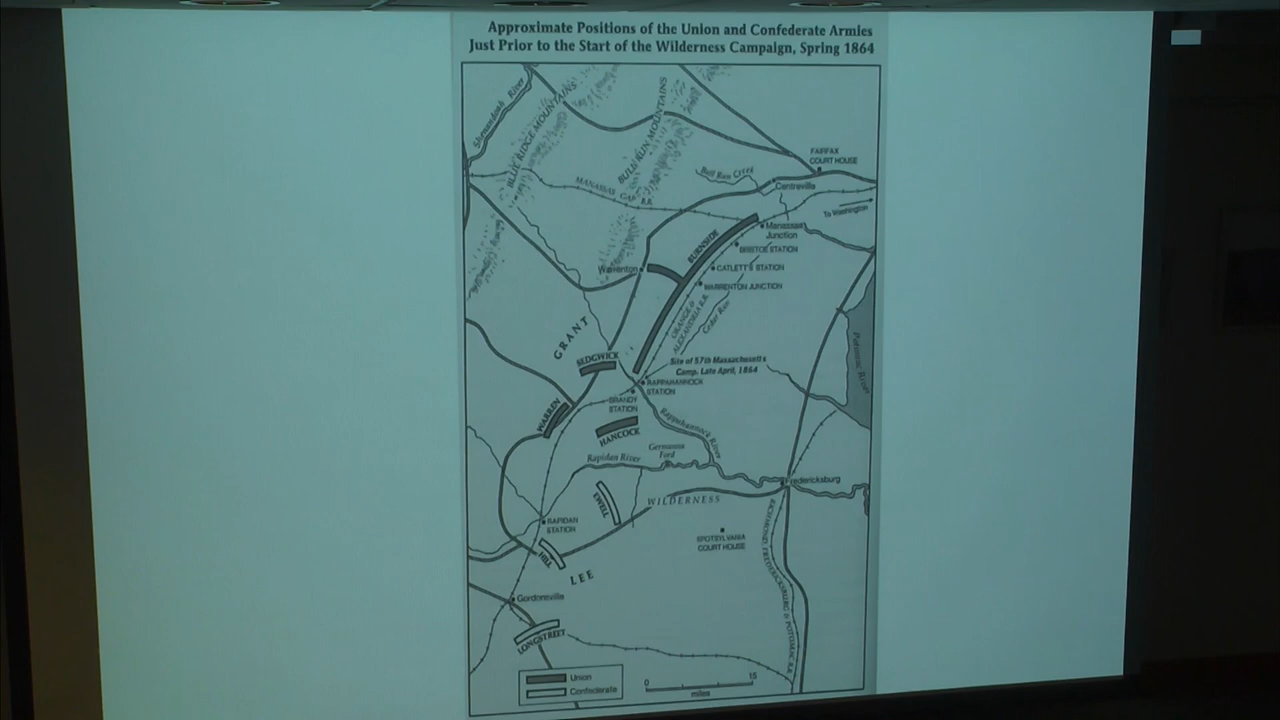 Approximate Positions of the Union and Confederate Armies
Just Prior to the Start of the Wilderness Campaign, Spring 1864
Shenandoah River
BLUE RIDGE MOUNTAINS
BULL RUN MOUNTAINS
FAIRFAX
COURT HOUSE
Bull Run Creek
MANASSAS GAP R.R.
Centreville
To Washington
Manassas
Junction
BURNSIDE
BRISTOE STATION
Warrenton
CATLETT'S STATION
WARRENTON JUNCTION
ORANGE &
ALEXANDRIA R.R.
Cedar Run
GRANT
Potomac River
SEDGWICK
Site of 57th Massachusetts
Camp, Late April, 1864
RAPPAHANNOCK
STATION
BRANDY
STATION
WARREN
HANCOCK
Rappahannock River
Germanna
Ford
Rapidan River
Fredericksburg
EWELL
WILDERNESS
RAPIDAN
STATION
SPOTSYLVANIA
COURT HOUSE
HILL
LEE
RICHMOND, FREDERICKSBURG & POTOMAC R.R.
Gordonsville
LONGSTREET
Union
Confederate
0 15
miles